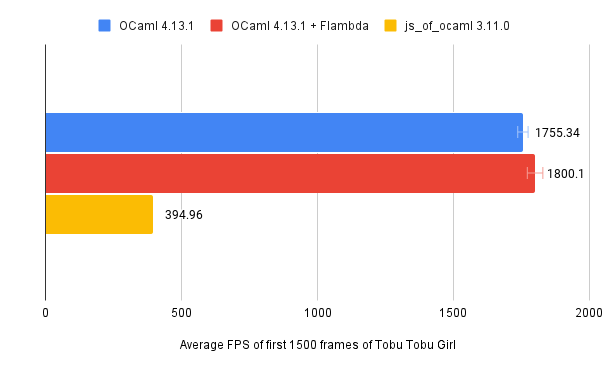 OCaml 4.13.1 OCaml 4.13.1 + Flambda js_of_ocaml 3.11.0
1755.34
1800.1
394.96
0 500 1000 1500 2000
Average FPS of first 1500 frames of Tobu Tobu Girl